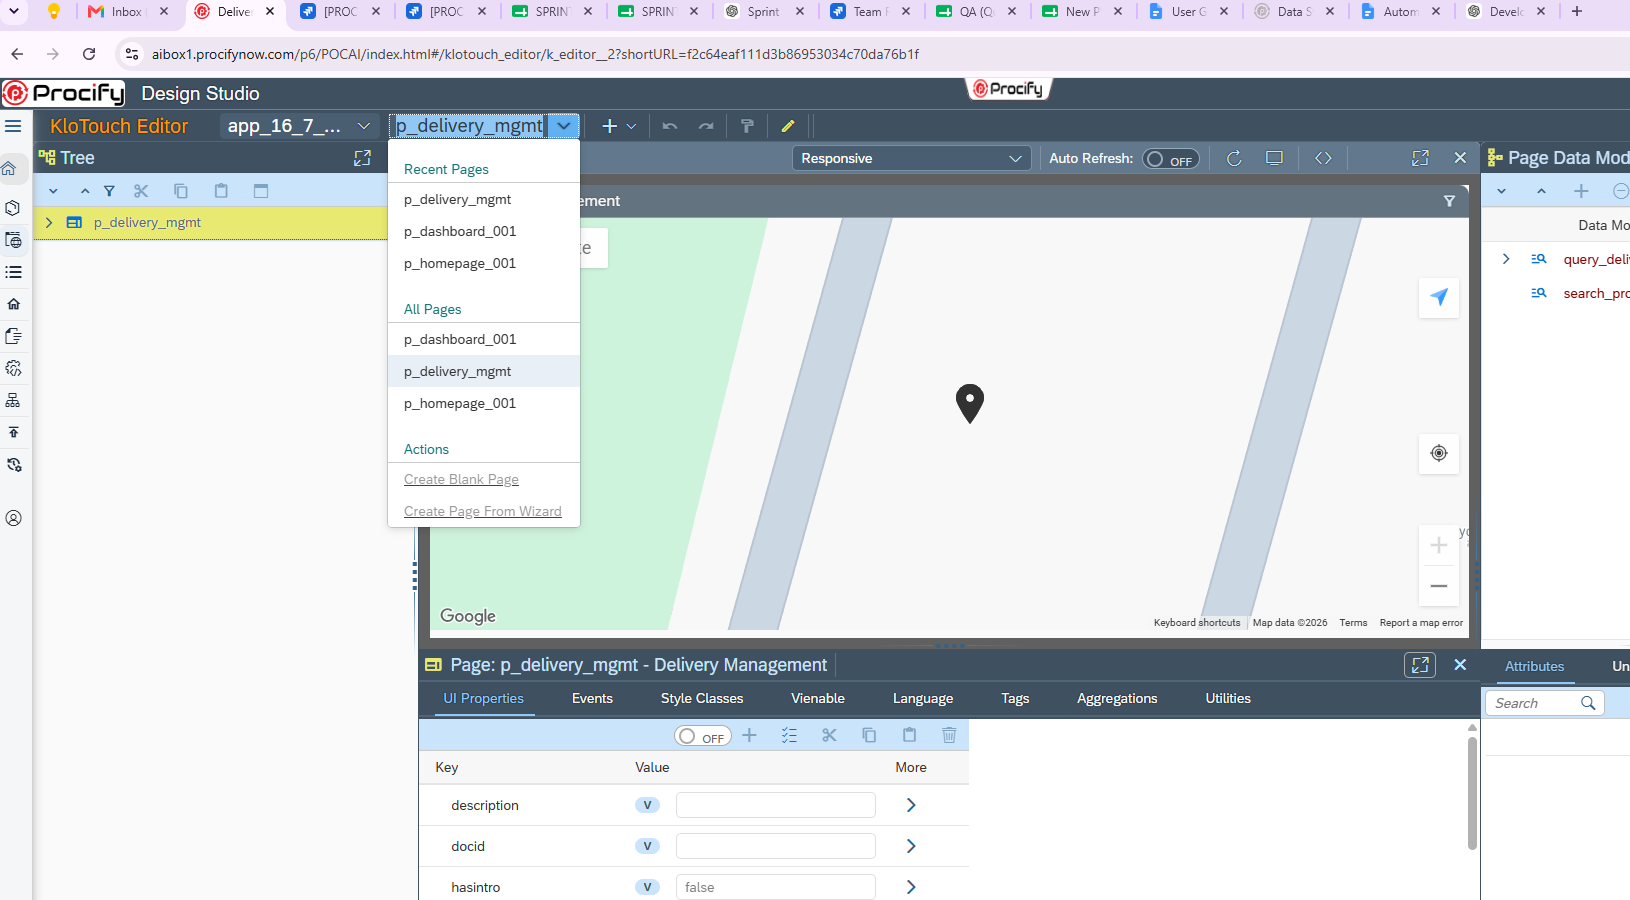 Inbox
Deliver
[PROC
[PROC
SPRIN
SPRIN
Sprint
Team F
QA (Q
New P
User G
Data S
Autom
Develo
aibox1.procifynow.com/p6/POCAI/index.html#/klotouch_editor/k_editor__2?shortURL=f2c64eaf111d3b86953034c70da76b1f
Procify
Design Studio
Procify
KloTouch Editor
app_16_7_...
p_delivery_mgmt
Tree
Responsive
Auto Refresh:
OFF
Page Data Mod
p_delivery_mgmt
Recent Pages
p_delivery_mgmt
p_dashboard_001
p_homepage_001
All Pages
p_dashboard_001
p_delivery_mgmt
p_homepage_001
Actions
Create Blank Page
Create Page From Wizard
ement
Data Mo
query_deli
search_pro
Google
Keyboard shortcuts
Map data ©2026
Terms
Report a map error
Page: p_delivery_mgmt - Delivery Management
UI Properties
Events
Style Classes
Vienable
Language
Tags
Aggregations
Utilities
Attributes
Un
Search
OFF
Key
Value
More
description
V
docid
V
hasintro
V
false